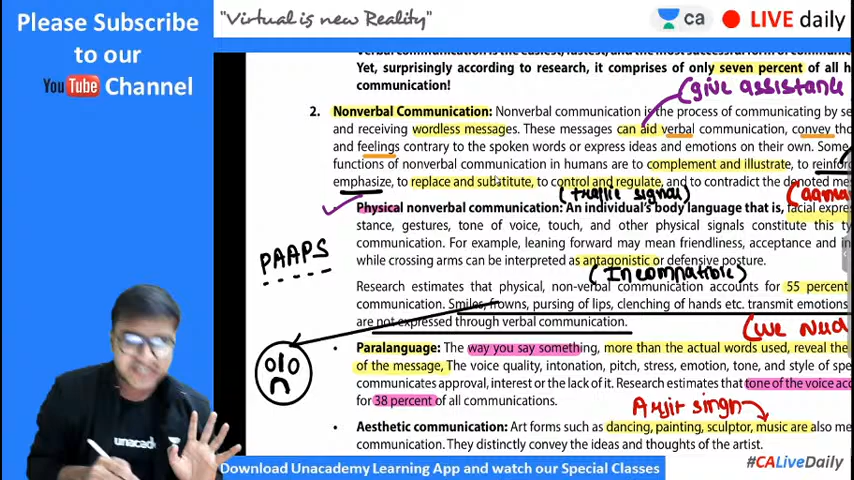 Please Subscribe
to our
YouTube Channel
"Virtual is new Reality"
ca LIVE daily
Yet, surprisingly according to research, it comprises of only seven percent of all h
communication!
(give assistance
2. Nonverbal Communication: Nonverbal communication is the process of communicating by se
and receiving wordless messages. These messages can aid verbal communication, convey tho
and feelings contrary to the spoken words or express ideas and emotions on their own. Some
functions of nonverbal communication in humans are to complement and illustrate, to reinfor
emphasize, to replace and substitute, to control and regulate, and to contradict the denoted me
(traffic signals)
Physical nonverbal communication: An individual's body language that is, facial expre
stance, gestures, tone of voice, touch, and other physical signals constitute this ty
communication. For example, leaning forward may mean friendliness, acceptance and in
while crossing arms can be interpreted as antagonistic or defensive posture.
PAAPS
(Incompatible)
Research estimates that physical, non-verbal communication accounts for 55 percent
communication. Smiles, frowns, pursing of lips, clenching of hands etc. transmit emotions
are not expressed through verbal communication.
• Paralanguage: The way you say something, more than the actual words used, reveal the
of the message, The voice quality, intonation, pitch, stress, emotion, tone, and style of spe
communicates approval, interest or the lack of it. Research estimates that tone of the voice acc
for 38 percent of all communications.
Arijit singh
• Aesthetic communication: Art forms such as dancing, painting, sculptor, music are also me
communication. They distinctly convey the ideas and thoughts of the artist.
unacade
Download Unacademy Learning App and watch our Special Classes
#CALiveDaily